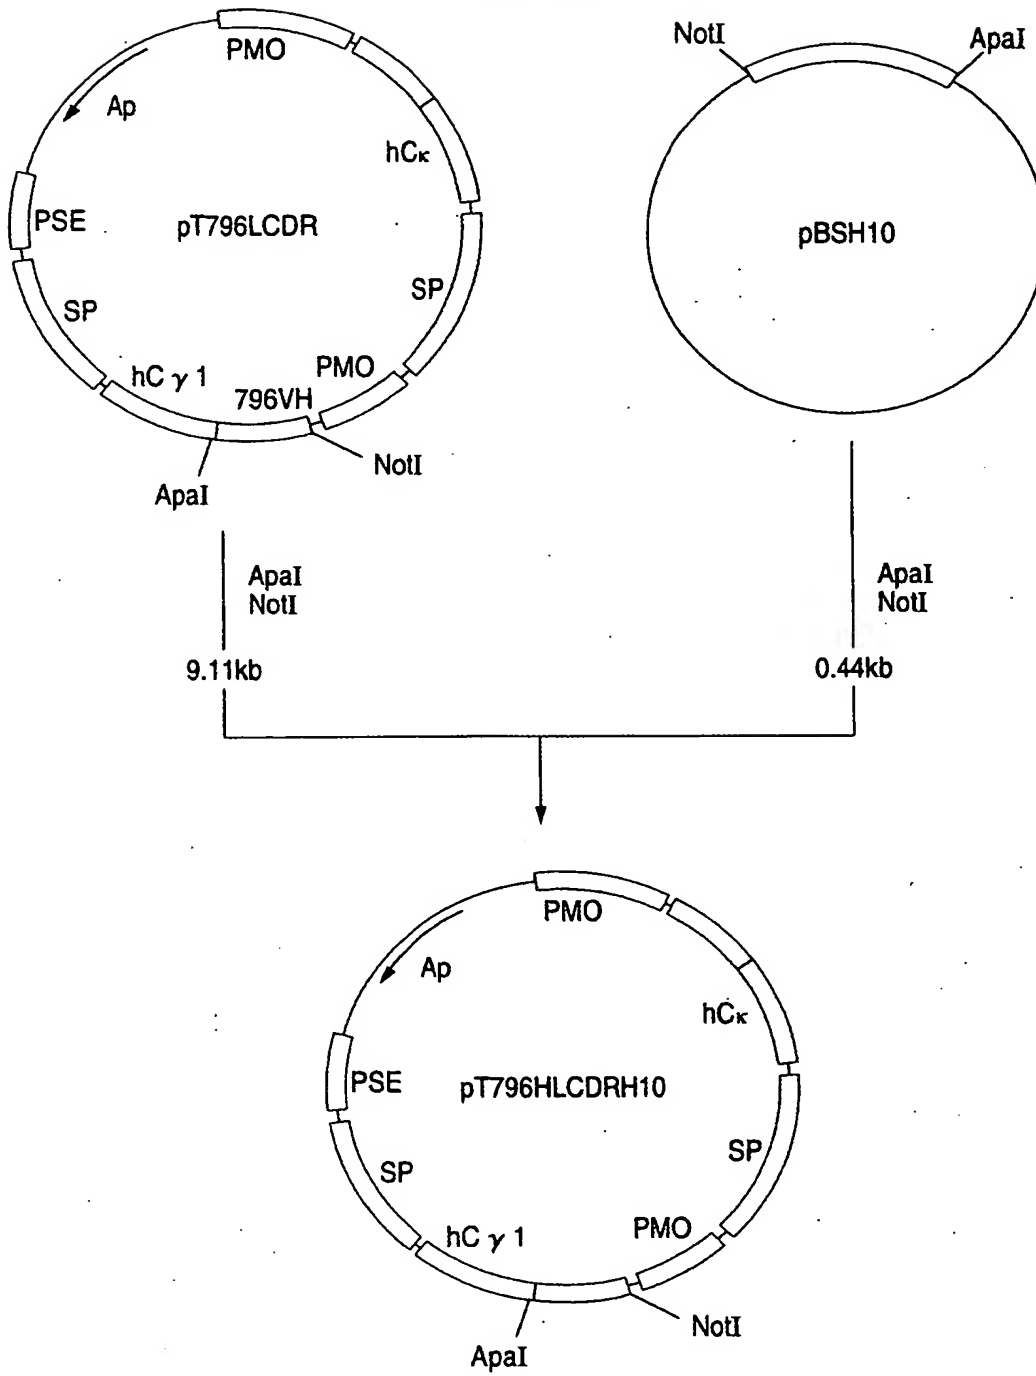 PMO
Ap
hCκ
PSE
pT796LCDR
SP
SP
PMO
hC γ 1
796VH
NotI
ApaI
NotI
ApaI
pBSH10
ApaI
NotI
9.11kb
ApaI
NotI
0.44kb
PMO
Ap
hCκ
PSE
pT796HLCDRH10
SP
SP
PMO
hC γ 1
NotI
ApaI